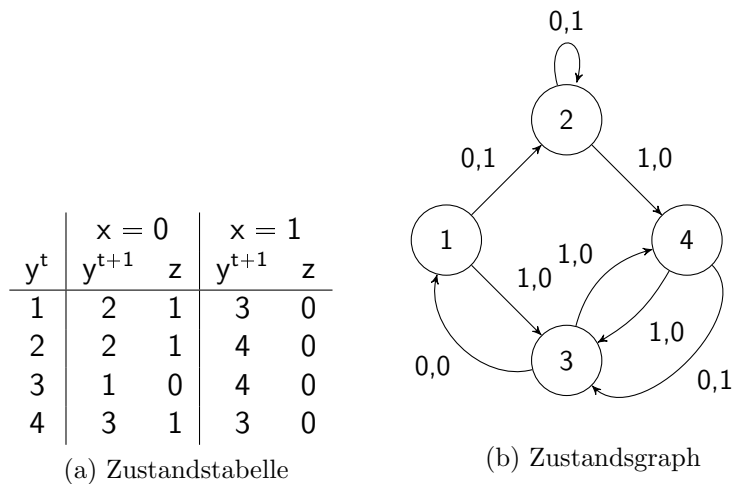 x = 0 x = 1
y^t y^{t+1} z y^{t+1} z
1 2 1 3 0
2 2 1 4 0
3 1 0 4 0
4 3 1 3 0
(a) Zustandstabelle
0,1
2
0,1 1,0
1 4
1,0 1,0
3
1,0
0,0 0,1
(b) Zustandsgraph